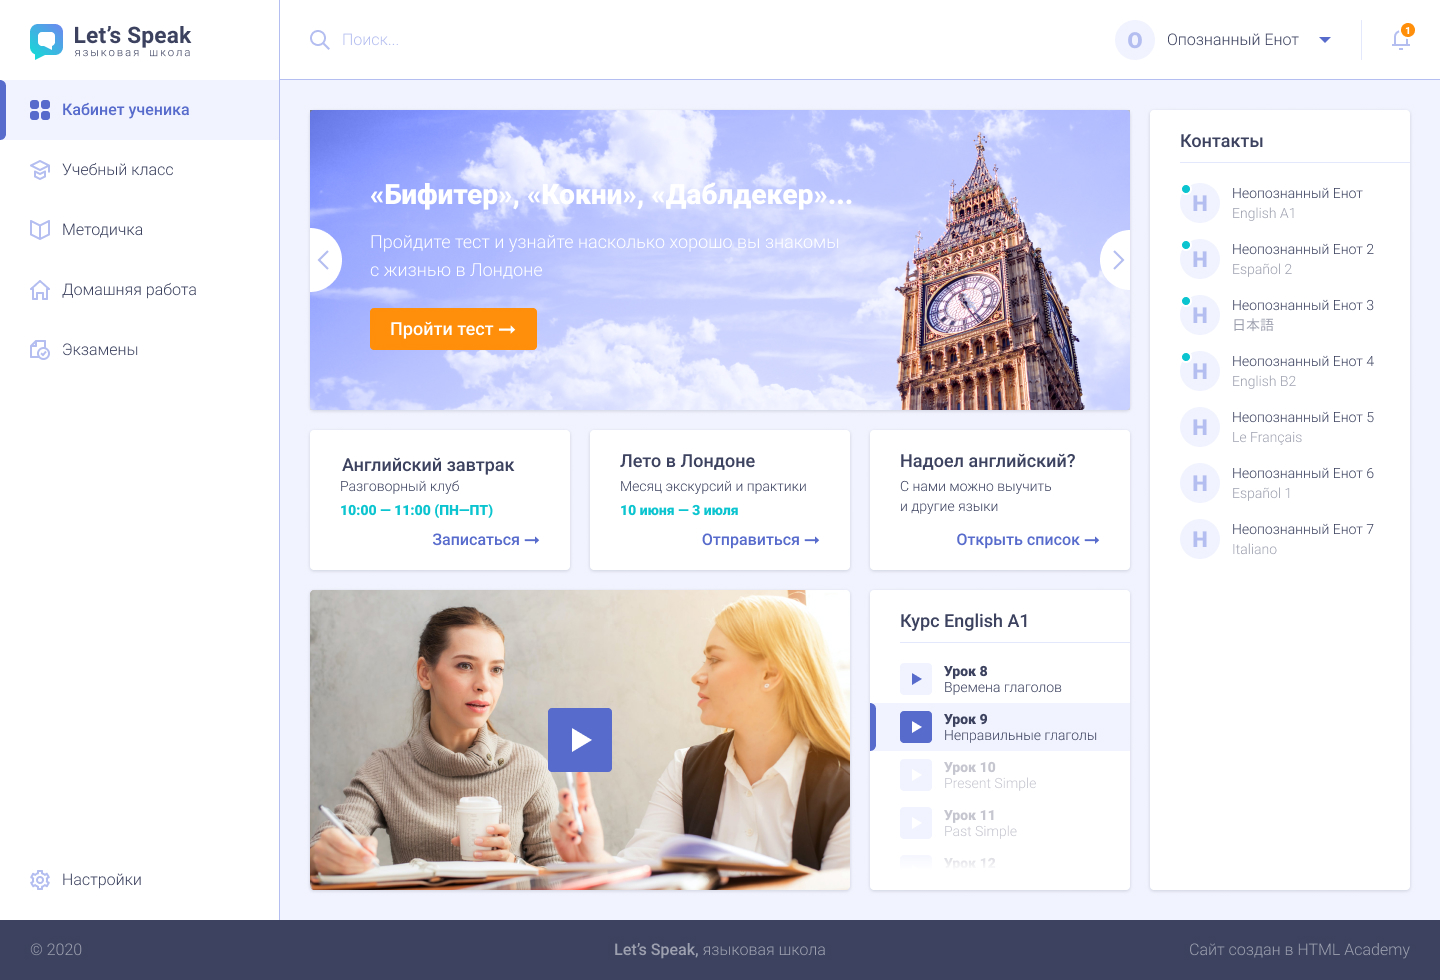 Let’s Speak
языковая школа
Поиск...
О
Опознанный Енот
1
Кабинет ученика
Учебный класс
Методичка
Домашняя работа
Экзамены
Настройки
«Бифитер», «Кокни», «Даблдекер»...
Пройдите тест и узнайте насколько хорошо вы знакомы
с жизнью в Лондоне
Пройти тест
Английский завтрак
Разговорный клуб
10:00 — 11:00 (ПН—ПТ)
Записаться
Лето в Лондоне
Месяц экскурсий и практики
10 июня — 3 июля
Отправиться
Надоел английский?
С нами можно выучить
и другие языки
Открыть список
Курс English A1
Урок 8
Времена глаголов
Урок 9
Неправильные глаголы
Урок 10
Present Simple
Урок 11
Past Simple
Урок 12
Контакты
Н
Неопознанный Енот
English A1
Н
Неопознанный Енот 2
Español 2
Н
Неопознанный Енот 3
日本語
Н
Неопознанный Енот 4
English B2
Н
Неопознанный Енот 5
Le Français
Н
Неопознанный Енот 6
Español 1
Н
Неопознанный Енот 7
Italiano
© 2020
Let’s Speak, языковая школа
Сайт создан в HTML Academy